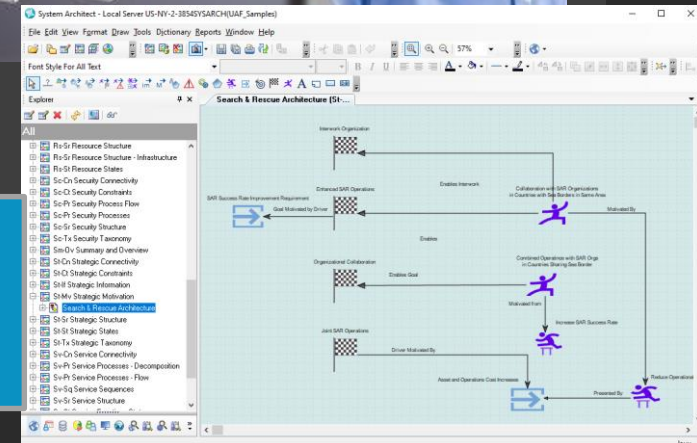 System Architect - Local Server US-NY-2-3854SYSARCH(UAF_Samples)
File Edit View Format Draw Tools Dictionary Reports Window Help
57%
Font Style For All Text
B I U
Explorer
Search & Rescue Architecture (St-...
All
Rs-Sr Resource Structure
Rs-Sr Resource Structure - Infrastructure
Rs-St Resource States
Sc-Cn Security Connectivity
Sc-Ct Security Constraints
Sc-Pr Security Process Flow
Sc-Pr Security Processes
Sc-Sr Security Structure
Sc-Tx Security Taxonomy
Sm-Ov Summary and Overview
St-Cn Strategic Connectivity
St-Ct Strategic Constraints
St-If Strategic Information
St-Mv Strategic Motivation
Search & Rescue Architecture
St-Sr Strategic Structure
St-St Strategic States
St-Tx Strategic Taxonomy
Sv-Cn Service Connectivity
Sv-Pr Service Processes - Decomposition
Sv-Pr Service Processes - Flow
Sv-Sq Service Sequences
Sv-Sr Service Structure
Interwork Organization
Enables Interwork
Enhanced SAR Operations
Collaboration with SAR Organizations
in Countries with Sea Borders in Same Area
SAR Success Rate Improvement Requirement
Goal Motivated by Driver
Motivated By
Enables
Organizational Collaboration
Combined Operations with SAR Orgs
in Countries Sharing Sea Border
Enables Goal
Motivated from
Increase SAR Success Rate
Joint SAR Operations
Driver Motivated By
Asset and Operations Cost Increases
Reduce Operational
Presented By